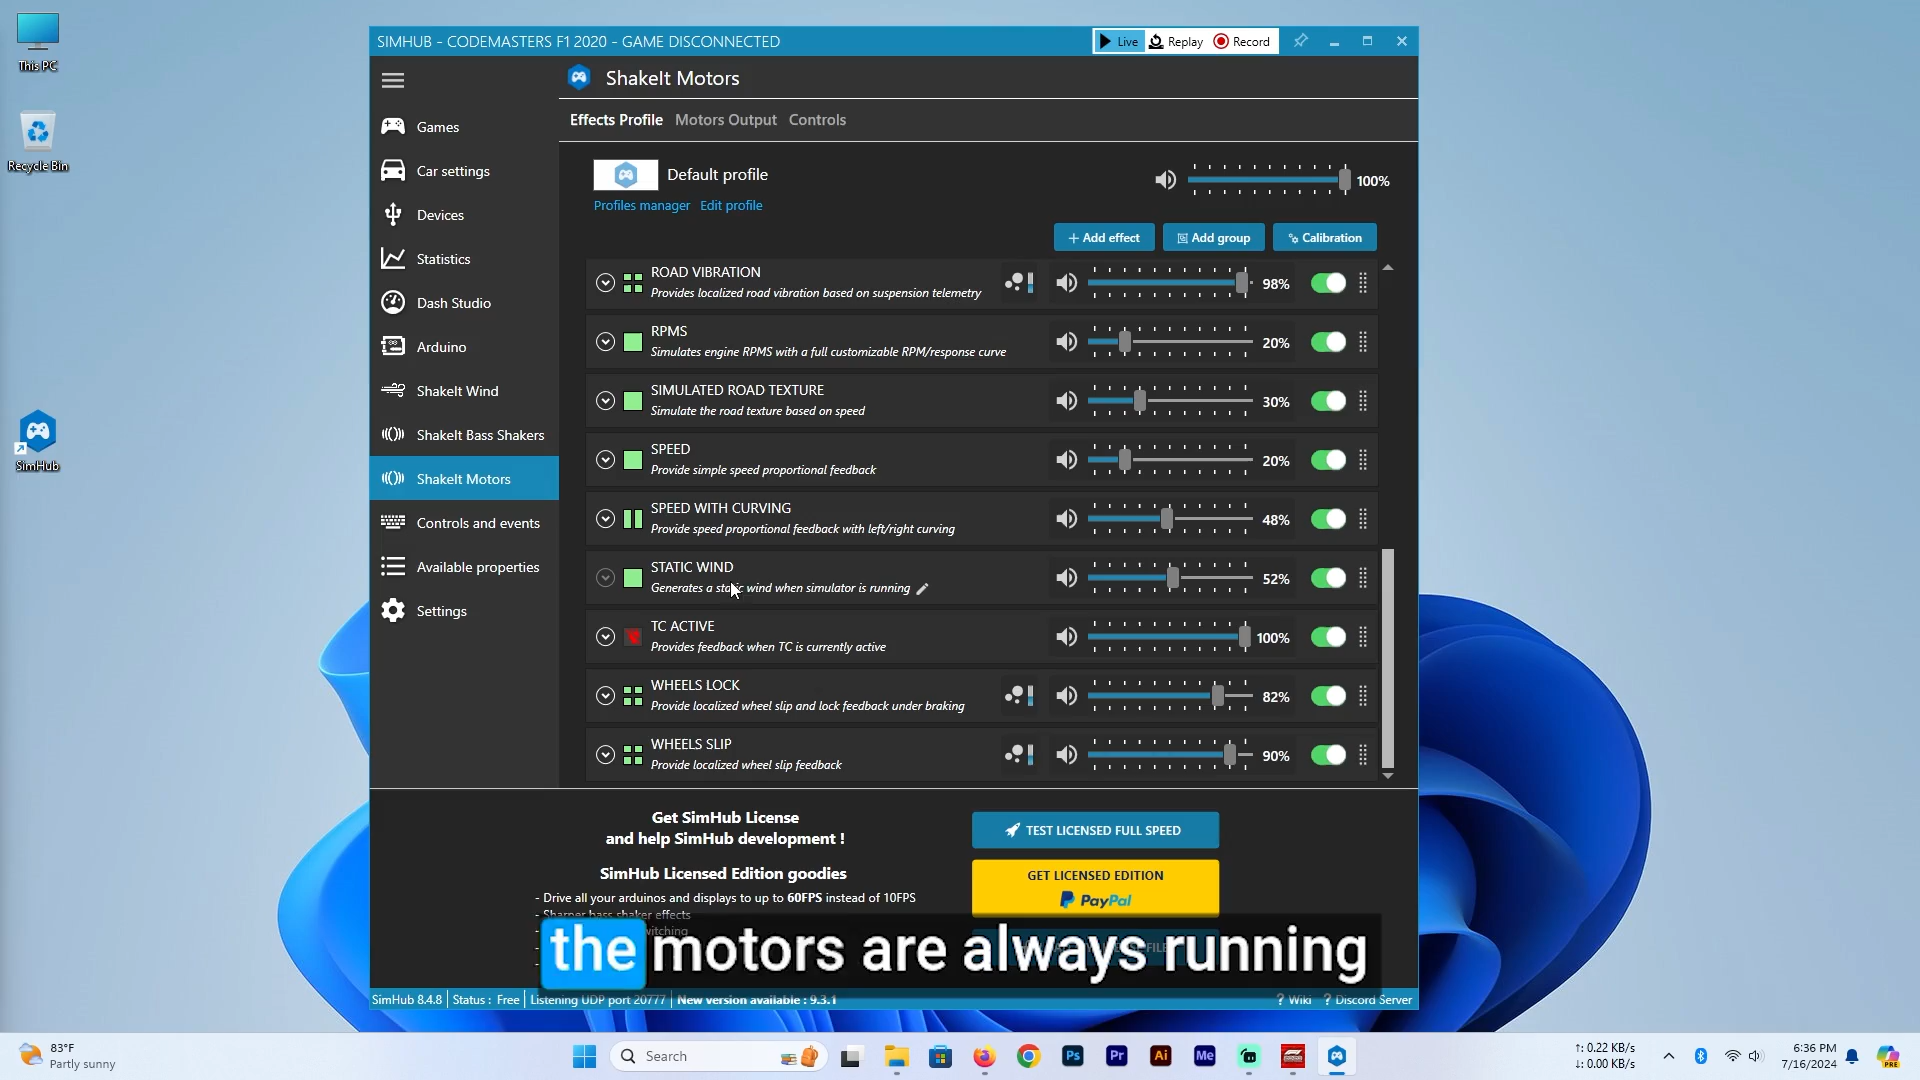 This PC
Recycle Bin
SimHub
SIMHUB - CODEMASTERS F1 2020 - GAME DISCONNECTED
Live
Replay
Record
ShakeIt Motors
Games
Car settings
Devices
Statistics
Dash Studio
Arduino
ShakeIt Wind
ShakeIt Bass Shakers
ShakeIt Motors
Controls and events
Available properties
Settings
Effects Profile
Motors Output
Controls
Default profile
100%
Profiles manager
Edit profile
+ Add effect
Add group
Calibration
ROAD VIBRATION
Provides localized road vibration based on suspension telemetry
98%
RPMS
Simulates engine RPMS with a full customizable RPM/response curve
20%
SIMULATED ROAD TEXTURE
Simulate the road texture based on speed
30%
SPEED
Provide simple speed proportional feedback
20%
SPEED WITH CURVING
Provide speed proportional feedback with left/right curving
48%
STATIC WIND
Generates a static wind when simulator is running
52%
TC ACTIVE
Provides feedback when TC is currently active
100%
WHEELS LOCK
Provide localized wheel slip and lock feedback under braking
82%
WHEELS SLIP
Provide localized wheel slip feedback
90%
Get SimHub License
and help SimHub development !
SimHub Licensed Edition goodies
- Drive all your arduinos and displays to up to 60FPS instead of 10FPS
- Sharper bass shaker effects
TEST LICENSED FULL SPEED
GET LICENSED EDITION
PayPal
the motors are always running
SimHub 8.4.8
Status : Free
Listening UDP port 20777
New version available : 9.3.1
? Wiki
? Discord Server
83°F
Partly sunny
Search
Ps
Pr
Ai
Me
↑: 0.22 KB/s
↓: 0.00 KB/s
6:36 PM
7/16/2024
PRE